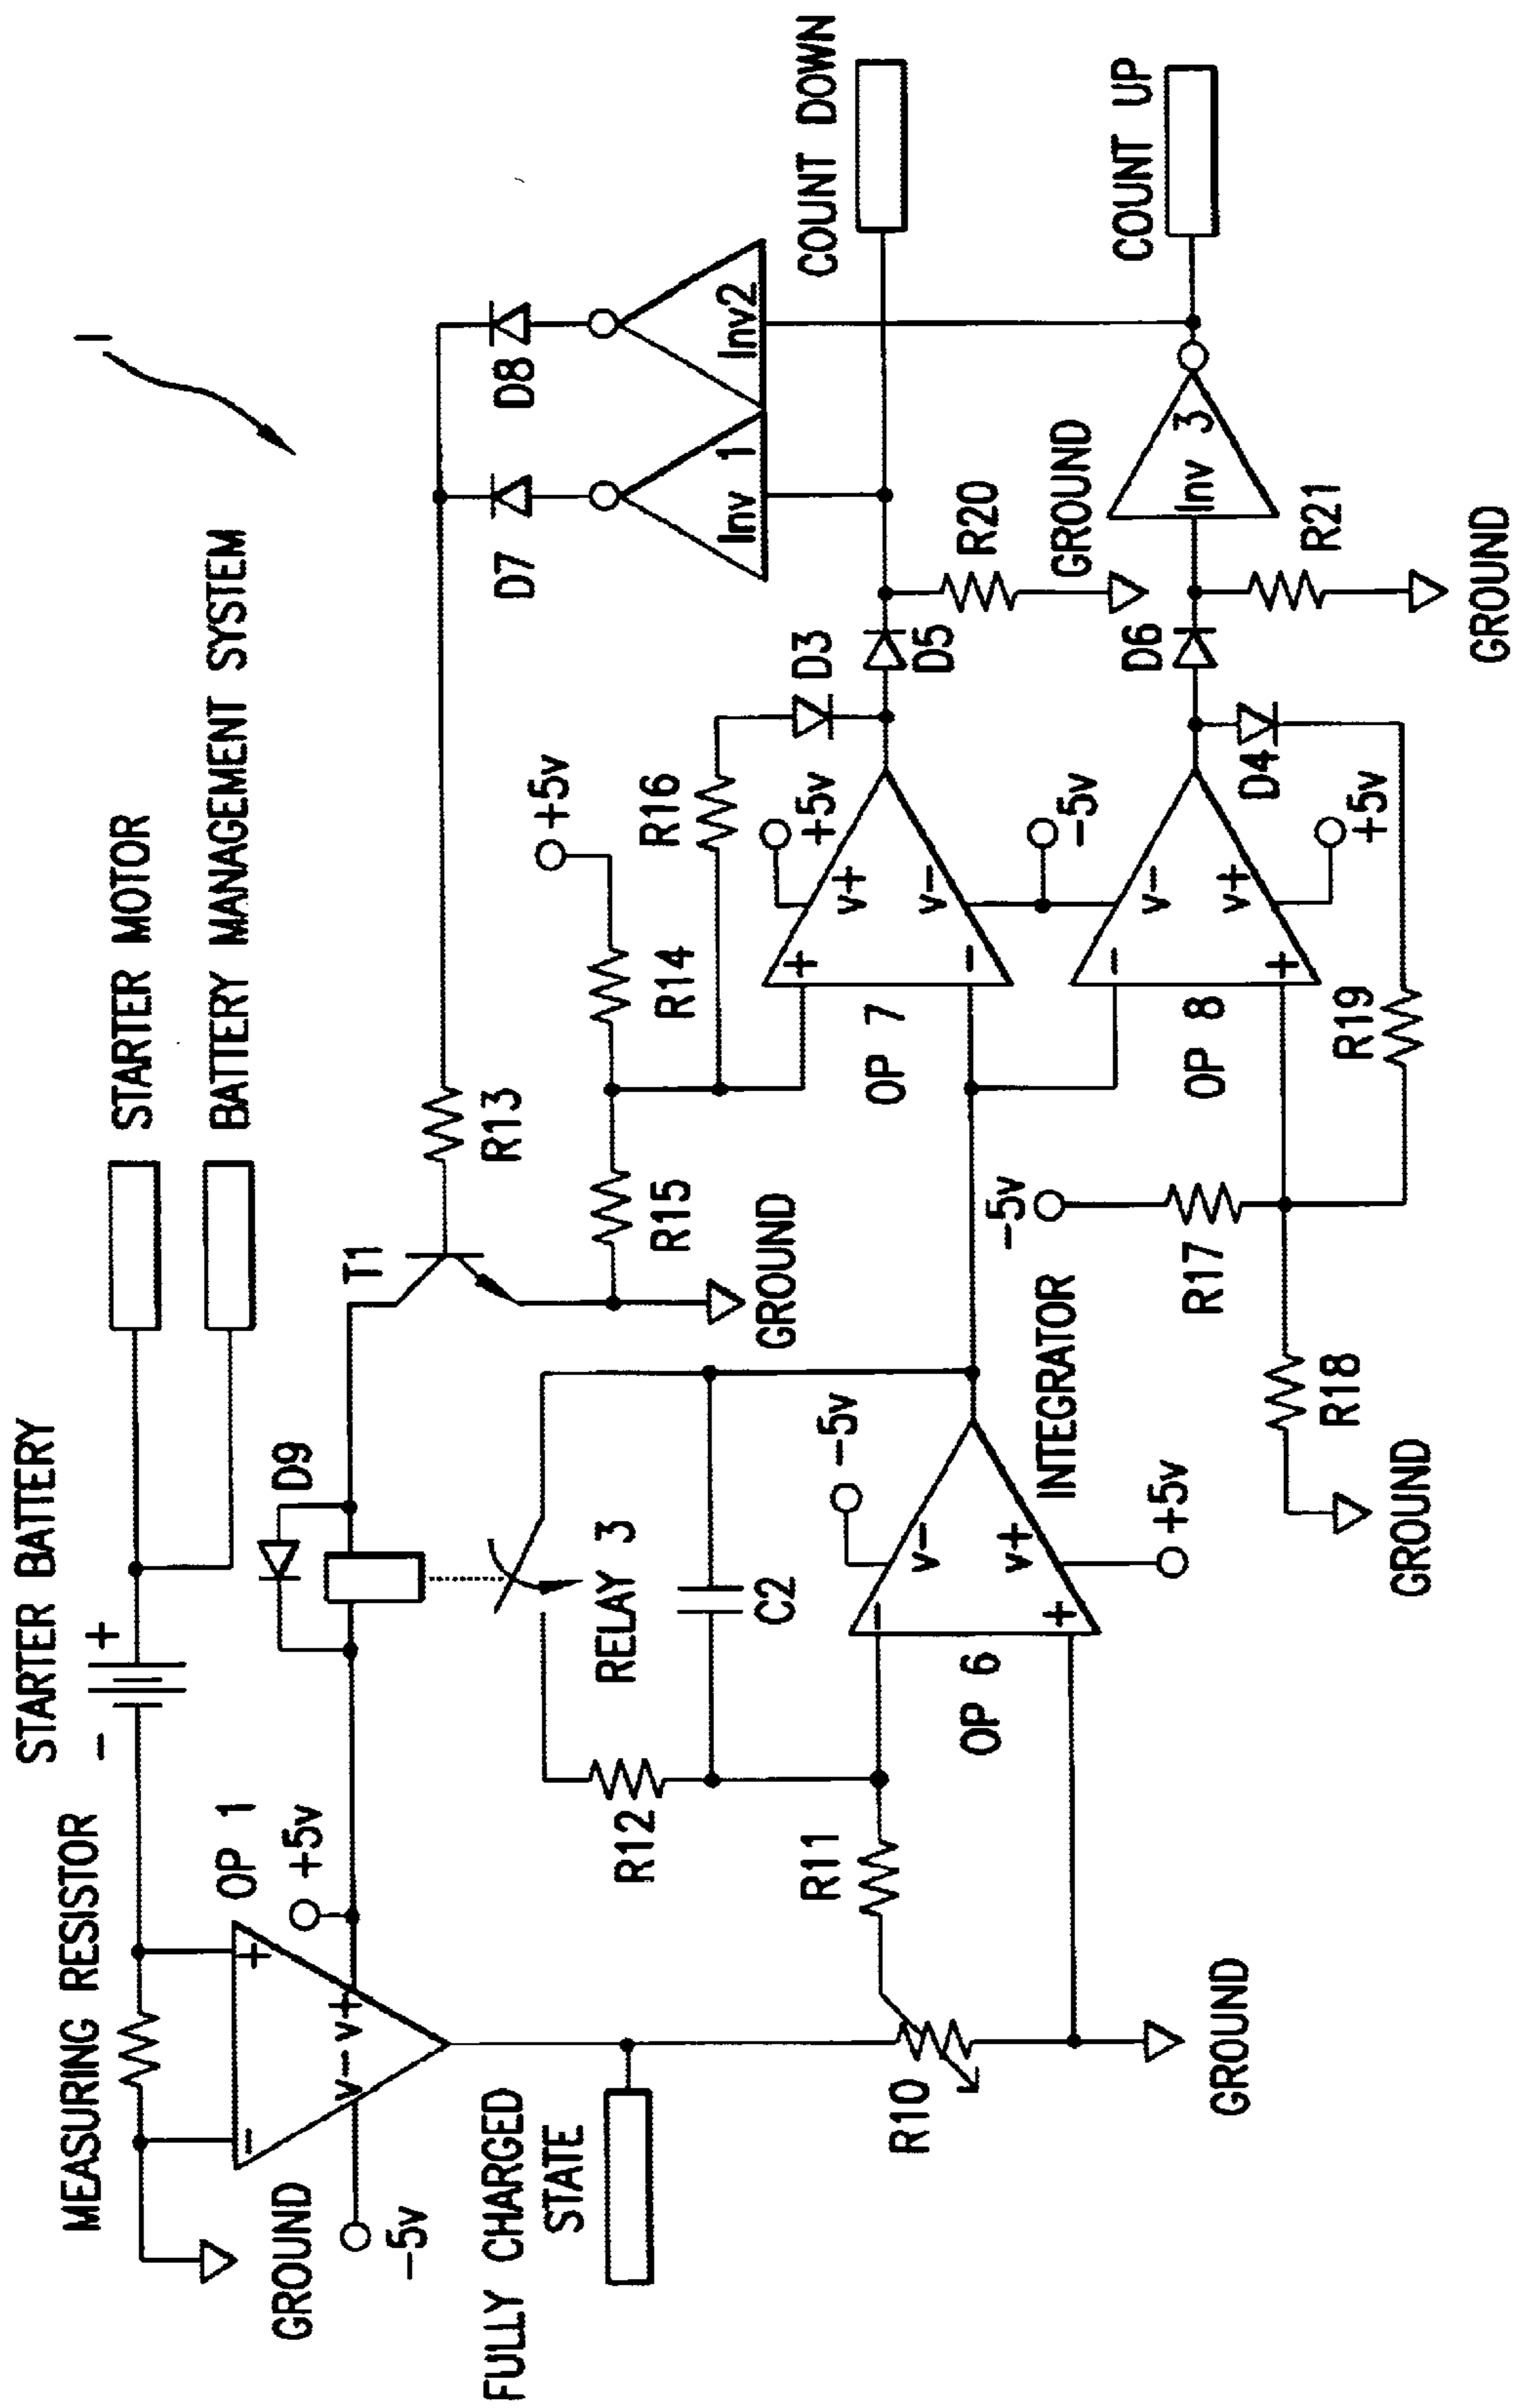 1
STARTER BATTERY
STARTER MOTOR
BATTERY MANAGEMENT SYSTEM
- +
MEASURING RESISTOR
OP 1
+
-
v- v+
+5v
-5v
GROUND
D9
T1
R13
D7
D8
Inv 1
Inv2
FULLY CHARGED
STATE
RELAY 3
R12
C2
R15
R14
+5v
R16
D3
GROUND
COUNT DOWN
R10
R11
GROUND
OP 6
-
+
v-
v+
-5v
+5v
INTEGRATOR
OP 7
+
-
v+
v-
+5v
-5v
D5
R20
GROUND
OP 8
-
+
v-
v+
+5v
-5v
R17
R18
GROUND
R19
D4
D6
Inv 3
R21
GROUND
COUNT UP